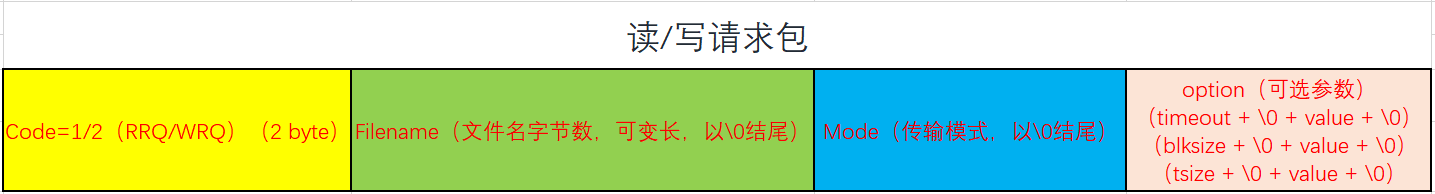 读/写请求包
Code=1/2（RRQ/WRQ）（2 byte）
Filename（文件名字节数，可变长，以\0结尾）
Mode（传输模式，以\0结尾）
option（可选参数）
（timeout + \0 + value + \0）
（blksize + \0 + value + \0）
（tsize + \0 + value + \0）